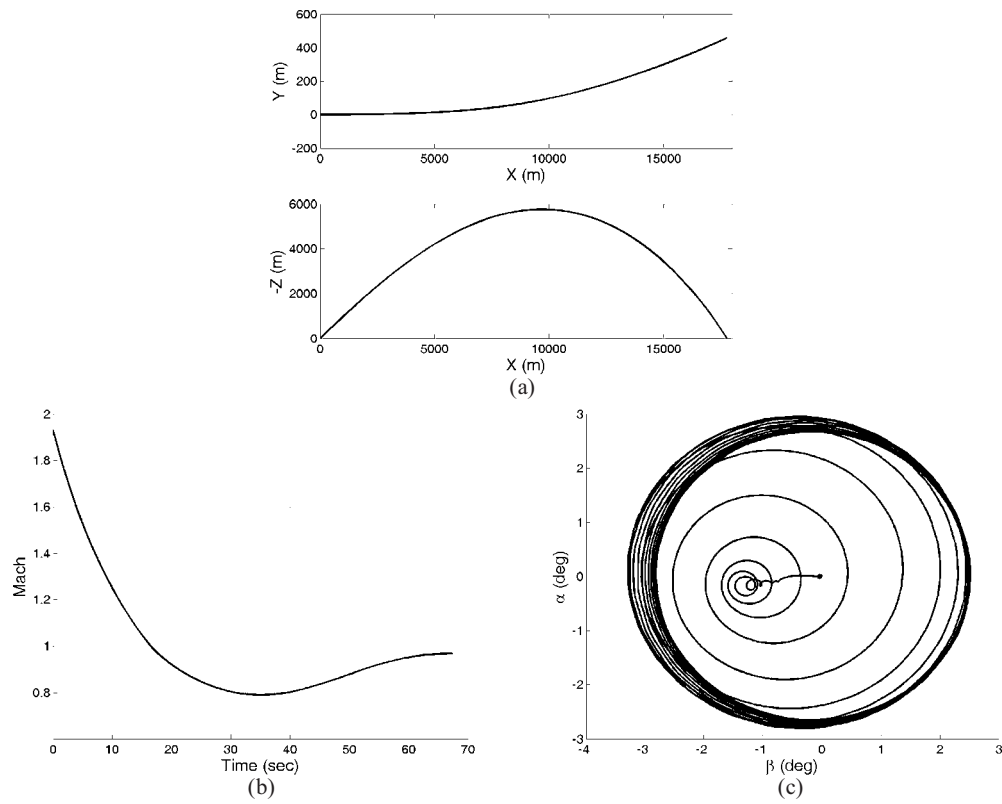 600
400
200
0
-200
Y (m)
0 5000 10000 15000
X (m)
6000
4000
2000
0
-Z (m)
0 5000 10000 15000
X (m)
(a)
2
1.8
1.6
1.4
1.2
1
0.8
Mach
0 10 20 30 40 50 60 70
Time (sec)
(b)
3
2
1
0
-1
-2
-3
α (deg)
-4 -3 -2 -1 0 1 2 3
β (deg)
(c)